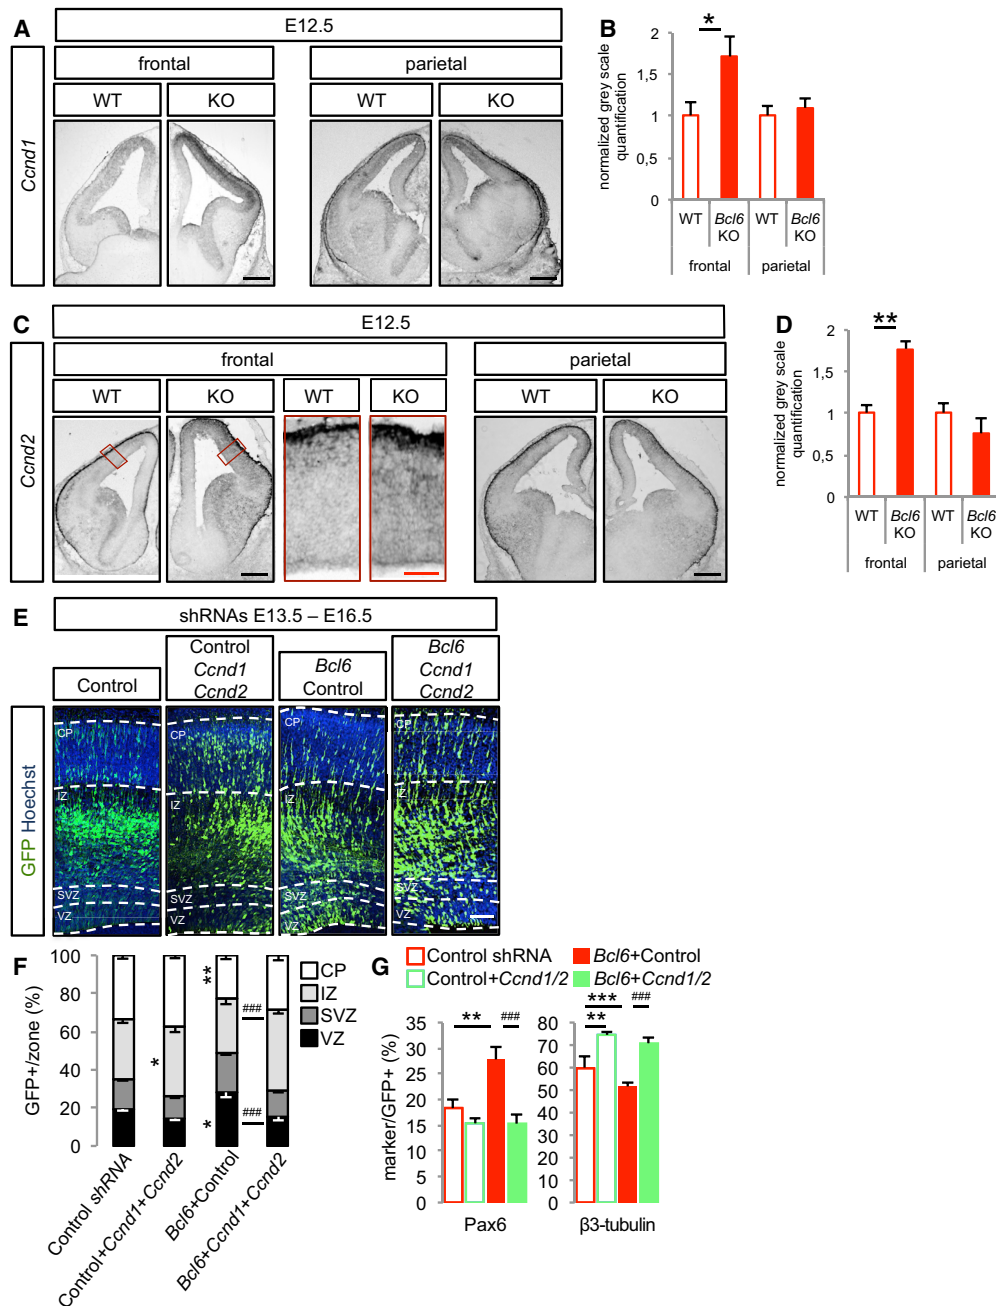 A
E12.5
frontal
parietal
WT
KO
WT
KO
Ccnd1
B
*
2
1,5
1
0,5
0
normalized grey scale
quantification
WT
Bcl6
KO
WT
Bcl6
KO
frontal
parietal
C
E12.5
frontal
parietal
WT
KO
WT
KO
WT
KO
Ccnd2
D
**
2
1,5
1
0,5
0
normalized grey scale
quantification
WT
Bcl6
KO
WT
Bcl6
KO
frontal
parietal
E
shRNAs E13.5 – E16.5
Control
Control
Ccnd1
Ccnd2
Bcl6
Control
Bcl6
Ccnd1
Ccnd2
GFP Hoechst
CP
IZ
SVZ
VZ
CP
IZ
SVZ
VZ
CP
IZ
SVZ
VZ
CP
IZ
SVZ
VZ
F
100
80
60
40
20
0
GFP+/zone (%)
*
**
*
###
###
CP
IZ
SVZ
VZ
Control shRNA
Control+Ccnd1+Ccnd2
Bcl6+Control
Bcl6+Ccnd1+Ccnd2
G
Control shRNA
Bcl6+Control
Control+Ccnd1/2
Bcl6+Ccnd1/2
marker/GFP+ (%)
35
30
25
20
15
10
5
0
**
###
Pax6
80
70
60
50
40
30
20
10
0
***
**
###
β3-tubulin